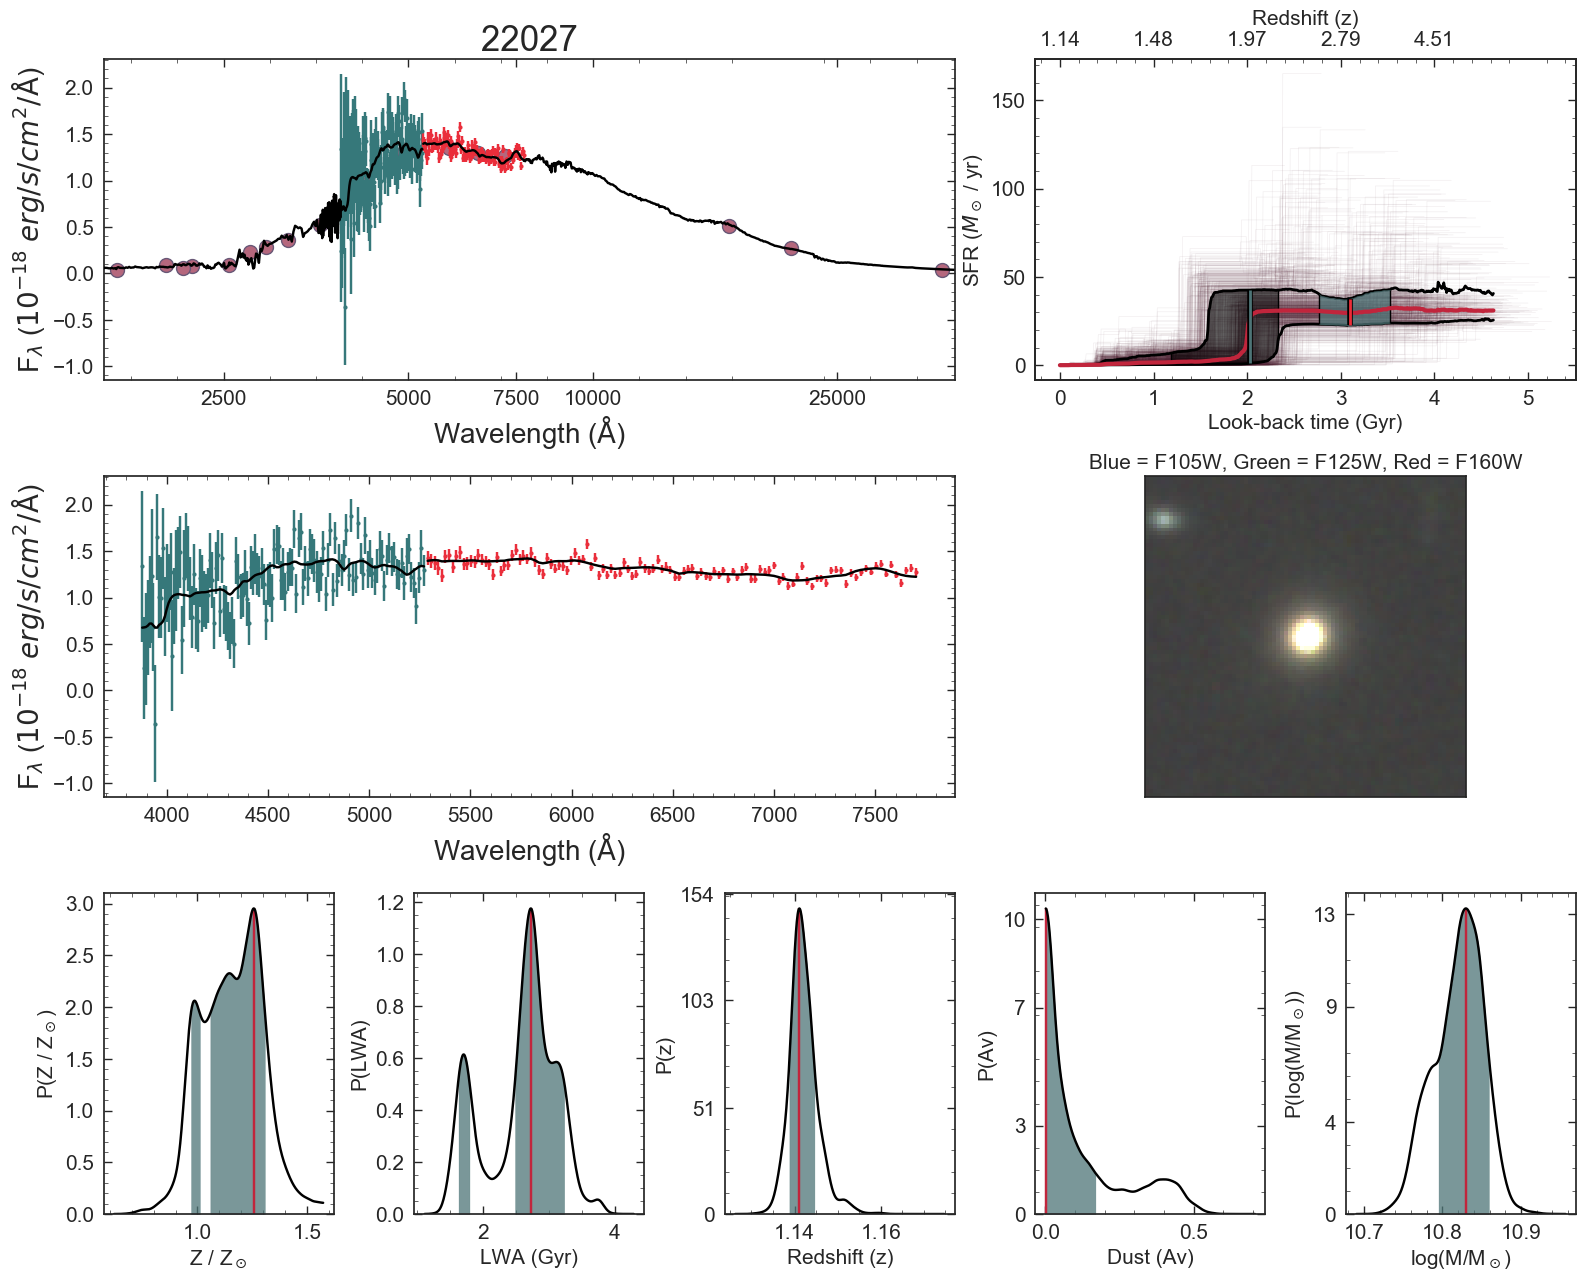 22027
2.0
1.5
1.0
0.5
0.0
−0.5
−1.0
F_λ (10^−18 erg/s/cm^2/Å)
2500 5000 7500 10000 25000
Wavelength (Å)
Redshift (z)
1.14 1.48 1.97 2.79 4.51
150
100
50
0
SFR (M_⊙ / yr)
0 1 2 3 4 5
Look-back time (Gyr)
2.0
1.5
1.0
0.5
0.0
−0.5
−1.0
F_λ (10^−18 erg/s/cm^2/Å)
4000 4500 5000 5500 6000 6500 7000 7500
Wavelength (Å)
Blue = F105W, Green = F125W, Red = F160W
3.0
2.5
2.0
1.5
1.0
0.5
0.0
P(Z / Z_⊙)
1.0 1.5
Z / Z_⊙
1.2
1.0
0.8
0.6
0.4
0.2
0.0
P(LWA)
2 4
LWA (Gyr)
154
103
51
0
P(z)
1.14 1.16
Redshift (z)
10
7
3
0
P(Av)
0.0 0.5
Dust (Av)
13
9
4
0
P(log(M/M_⊙))
10.7 10.8 10.9
log(M/M_⊙)